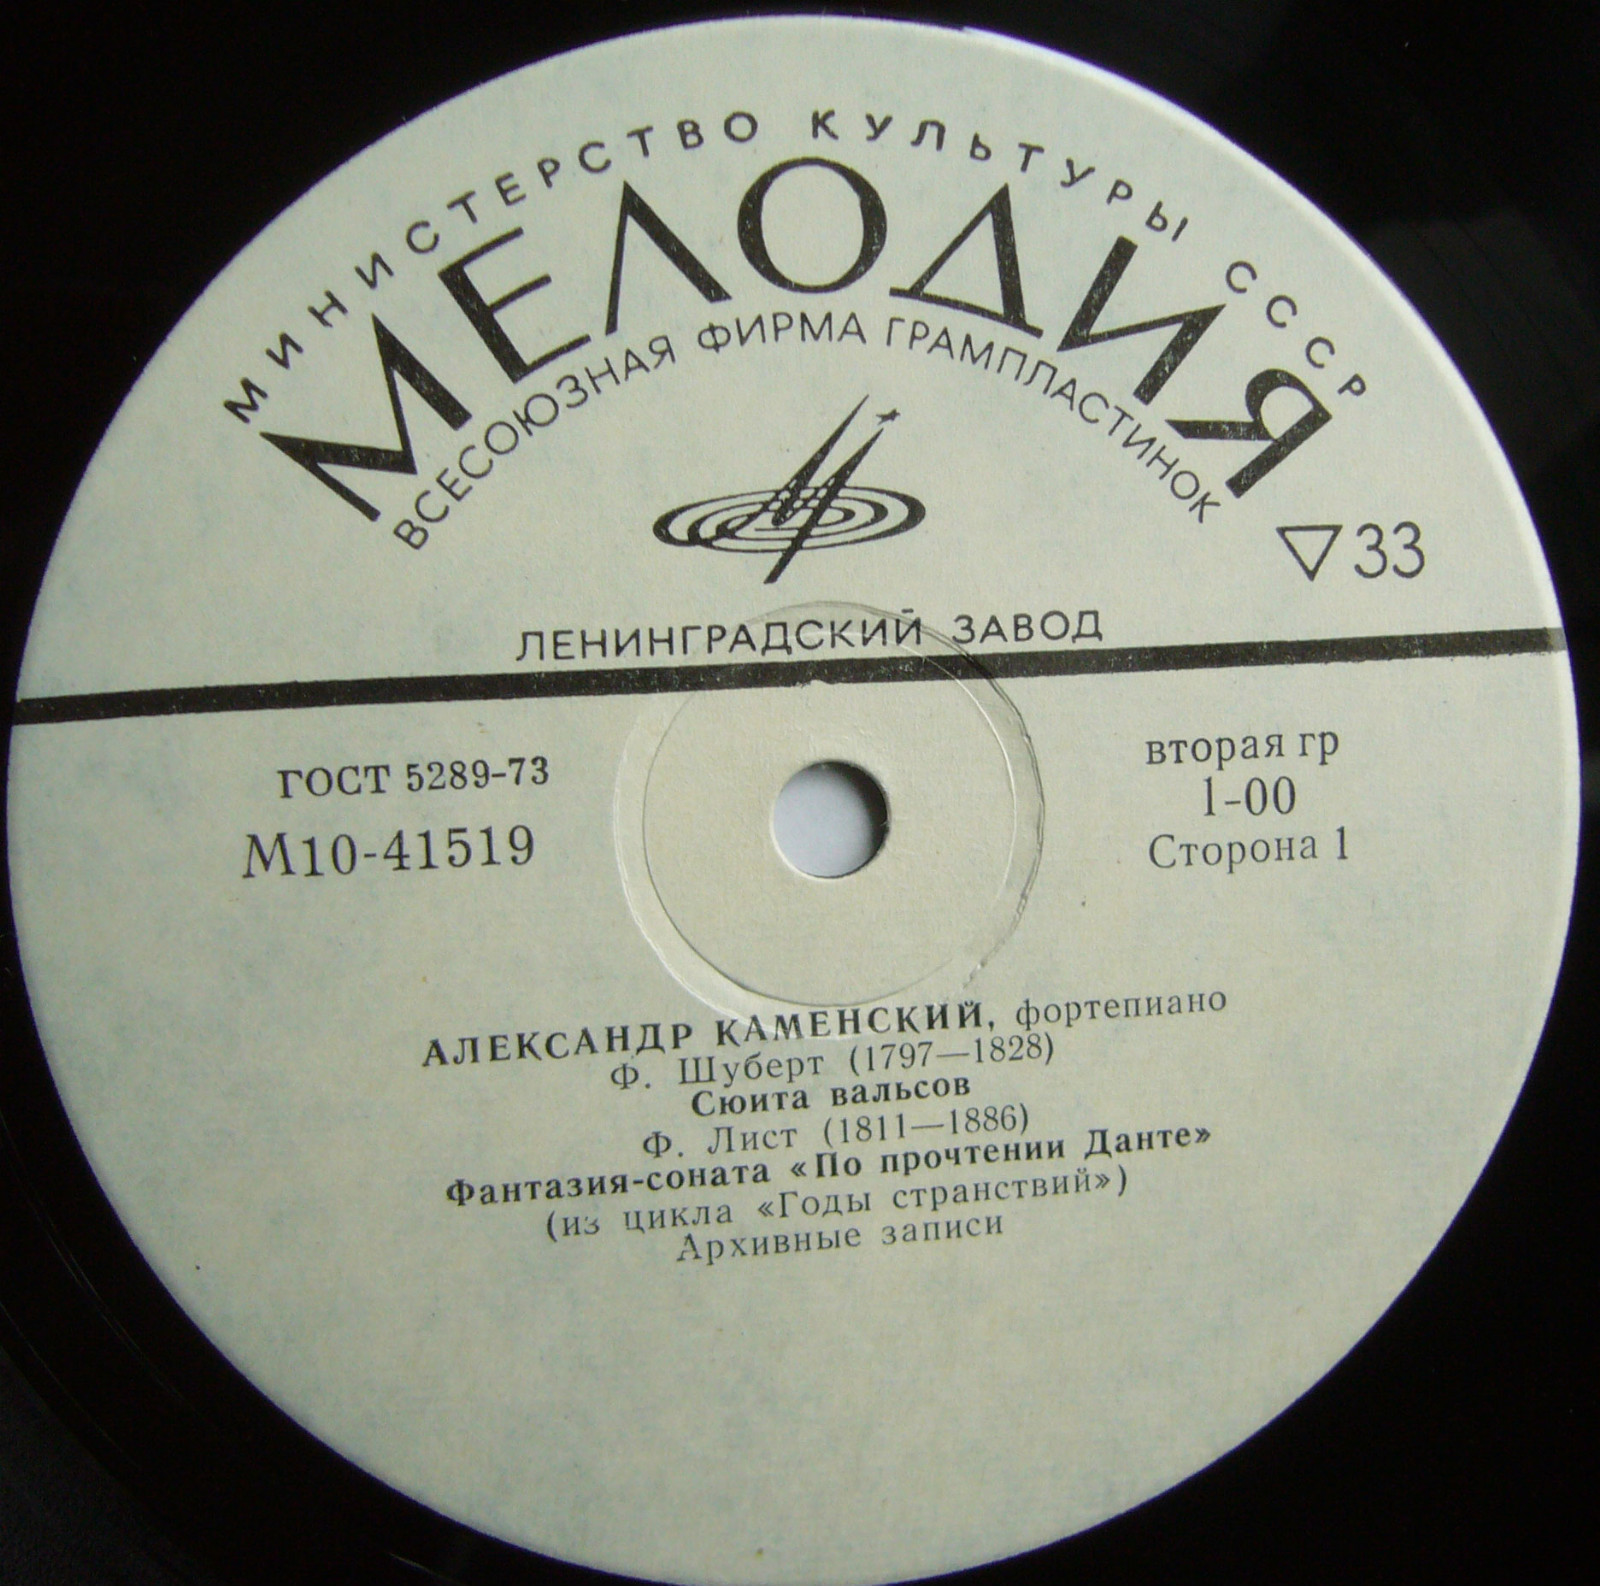 МИНИСТЕРСТВО КУЛЬТУРЫ СССР
МЕЛОДИЯ
ВСЕСОЮЗНАЯ ФИРМА ГРАМПЛАСТИНОК
▽33
ЛЕНИНГРАДСКИЙ ЗАВОД
ГОСТ 5289-73
М10-41519
вторая гр
1-00
Сторона 1
АЛЕКСАНДР КАМЕНСКИЙ, фортепиано
Ф. Шуберт (1797—1828)
Сюита вальсов
Ф. Лист (1811—1886)
Фантазия-соната «По прочтении Данте»
(из цикла «Годы странствий»)
Архивные записи